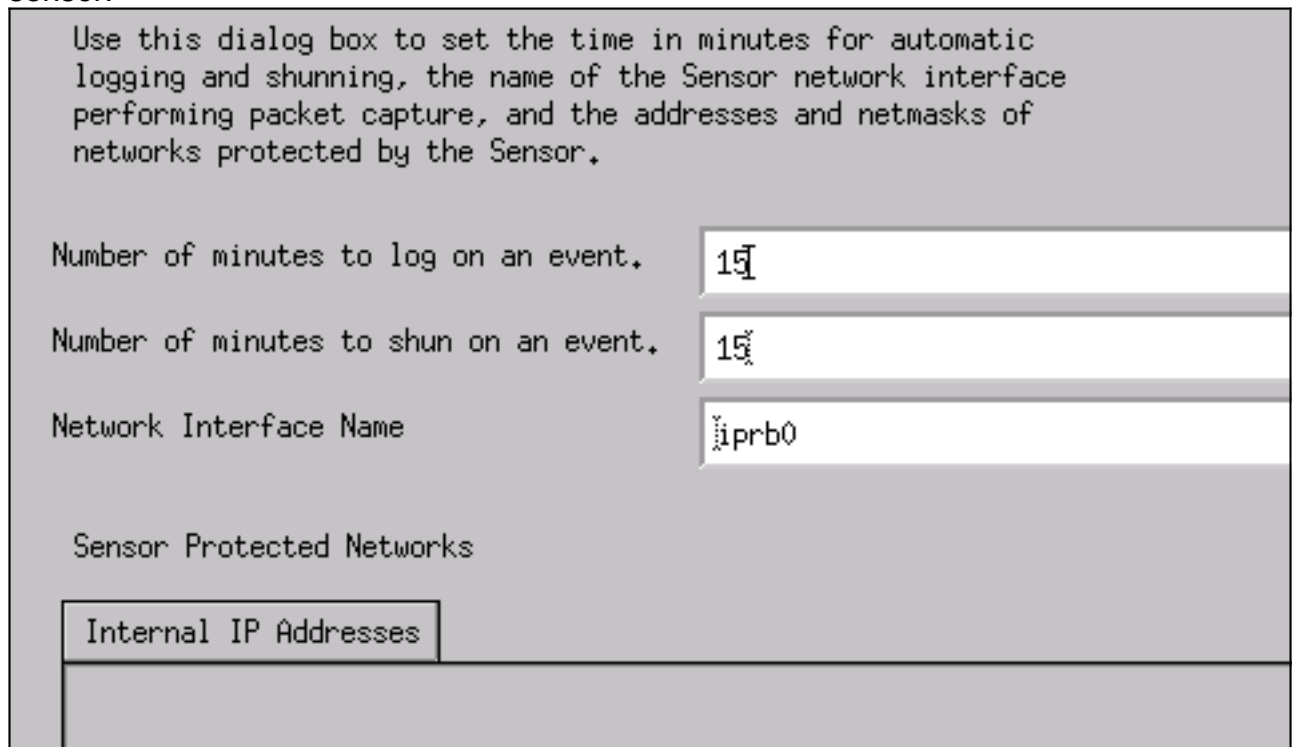 sensor.
Use this dialog box to set the time in minutes for automatic
logging and shunning, the name of the Sensor network interface
performing packet capture, and the addresses and netmasks of
networks protected by the Sensor.
Number of minutes to log on an event. 15
Number of minutes to shun on an event. 15
Network Interface Name iprb0
Sensor Protected Networks
Internal IP Addresses